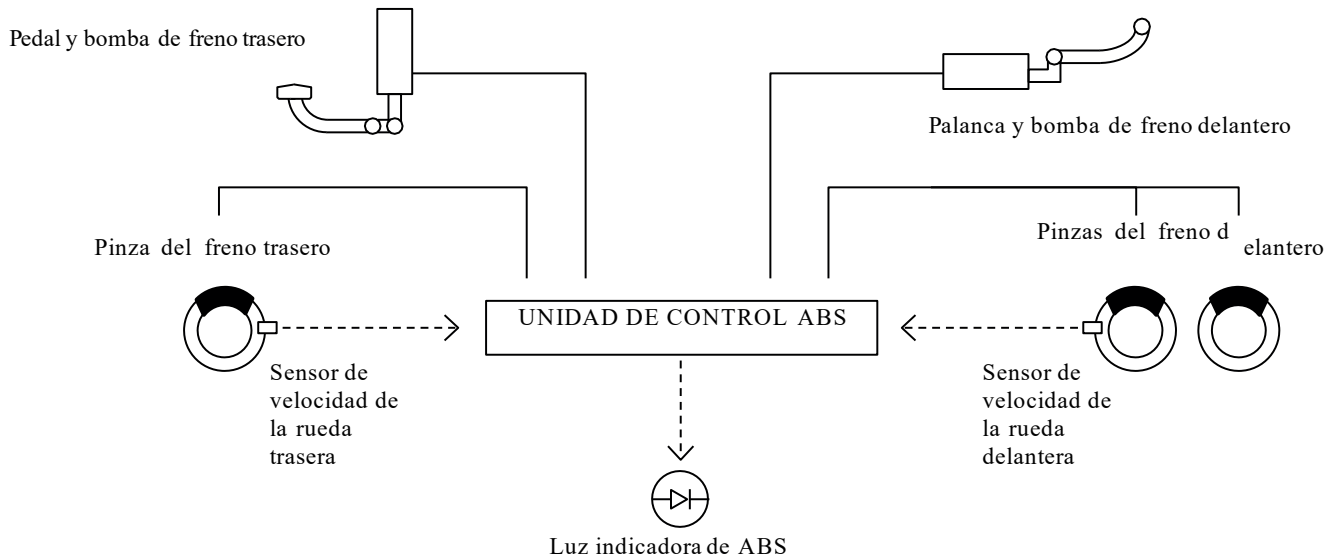 Pedal y bomba de freno trasero
Palanca y bomba de freno delantero
Pinza del freno trasero
Pinzas del freno d elantero
UNIDAD DE CONTROL ABS
Sensor de
velocidad de
la rueda
trasera
Sensor de
velocidad de
la rueda
delantera
Luz indicadora de ABS